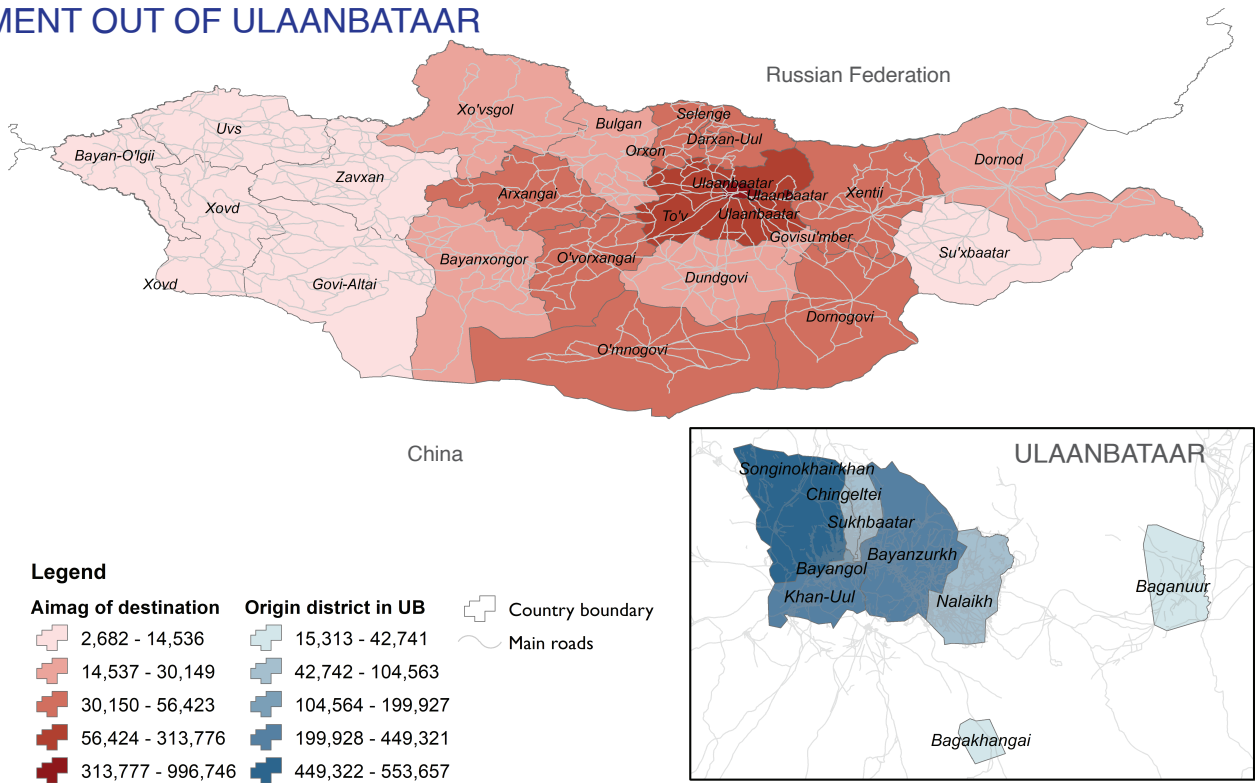 MENT OUT OF ULAANBATAAR
Russian Federation
Xo'vsgol
Bulgan
Selenge
Uvs
Darxan-Uul
Orxon
Bayan-O'lgii
Dornod
Zavxan
Ulaanbaatar
Arxangai
Ulaanbaatar
Xentii
Xovd
To'v
Ulaanbaatar
Govisu'mber
Su'xbaatar
Bayanxongor
O'vorxangai
Dundgovi
Xovd
Govi-Altai
Dornogovi
O'mnogovi
China
ULAANBATAAR
Songinokhairkhan
Chingeltei
Sukhbaatar
Bayanzurkh
Bayangol
Khan-Uul
Nalaikh
Baganuur
Bagakhangai
Legend
Aimag of destination
2,682 - 14,536
14,537 - 30,149
30,150 - 56,423
56,424 - 313,776
313,777 - 996,746
Origin district in UB
15,313 - 42,741
42,742 - 104,563
104,564 - 199,927
199,928 - 449,321
449,322 - 553,657
Country boundary
Main roads